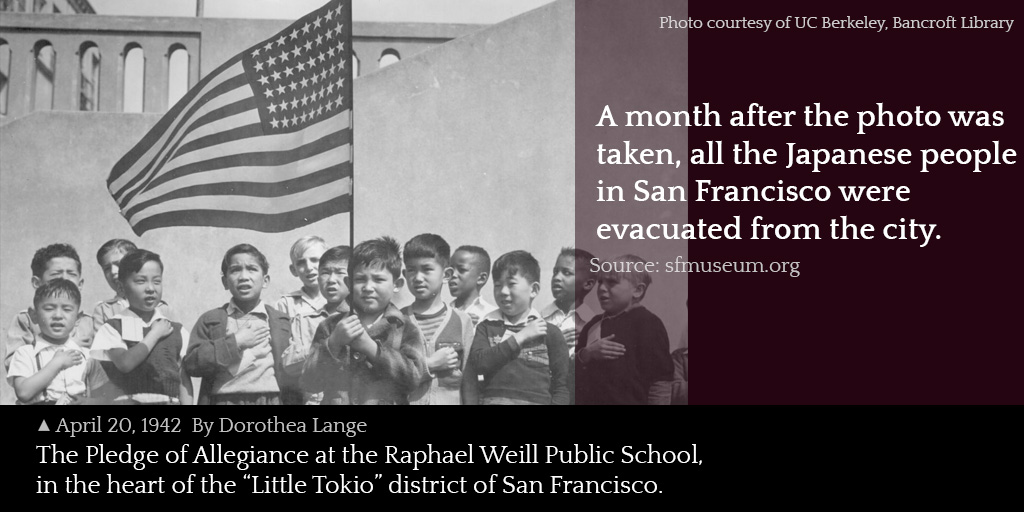 Photo courtesy of UC Berkeley, Bancroft Library
A month after the photo was
taken, all the Japanese people
in San Francisco were
evacuated from the city.
Source: sfmuseum.org
▲ April 20, 1942 By Dorothea Lange
The Pledge of Allegiance at the Raphael Weill Public School,
in the heart of the “Little Tokio” district of San Francisco.